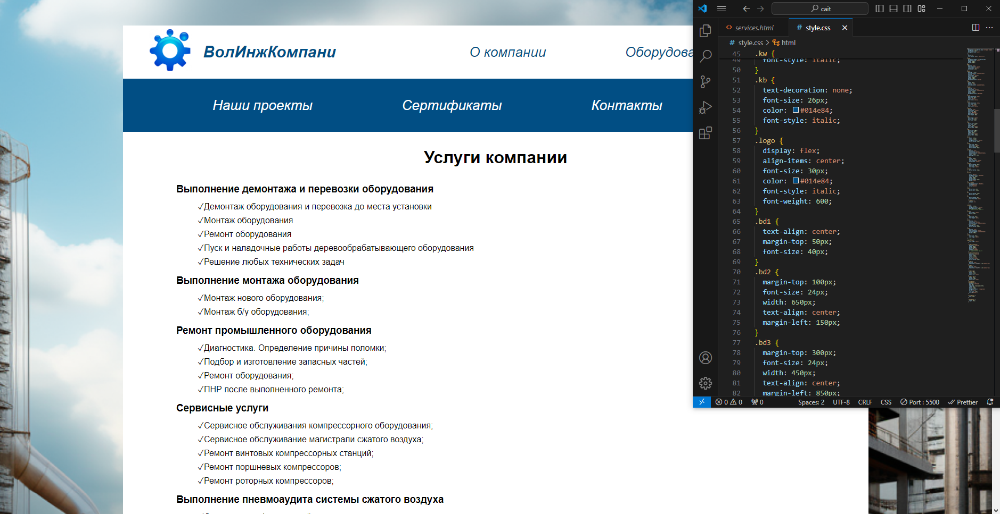 ВолИнжКомпани
О компании
Оборудова
Наши проекты
Сертификаты
Контакты
Услуги компании
Выполнение демонтажа и перевозки оборудования
✓Демонтаж оборудования и перевозка до места установки
✓Монтаж оборудования
✓Ремонт оборудования
✓Пуск и наладочные работы деревообрабатывающего оборудования
✓Решение любых технических задач
Выполнение монтажа оборудования
✓Монтаж нового оборудования;
✓Монтаж б/у оборудования;
Ремонт промышленного оборудования
✓Диагностика. Определение причины поломки;
✓Подбор и изготовление запасных частей;
✓Ремонт оборудования;
✓ПНР после выполненного ремонта;
Сервисные услуги
✓Сервисное обслуживания компрессорного оборудования;
✓Сервисное обслуживание магистрали сжатого воздуха;
✓Ремонт винтовых компрессорных станций;
✓Ремонт поршневых компрессоров;
✓Ремонт роторных компрессоров;
Выполнение пневмоаудита системы сжатого воздуха
cait
services.html
# style.css
# style.css > html
45 .kw {
49 font-style: italic;
50 }
51 .kb {
52 text-decoration: none;
53 font-size: 26px;
54 color: #014e84;
55 font-style: italic;
56 }
57 .logo {
58 display: flex;
59 align-items: center;
60 font-size: 30px;
61 color: #014e84;
62 font-style: italic;
63 font-weight: 600;
64 }
65 .bd1 {
66 text-align: center;
67 margin-top: 50px;
68 font-size: 40px;
69 }
70 .bd2 {
71 margin-top: 100px;
72 font-size: 24px;
73 width: 650px;
74 text-align: center;
75 margin-left: 150px;
76 }
77 .bd3 {
78 margin-top: 300px;
79 font-size: 24px;
80 width: 450px;
81 text-align: center;
82 margin-left: 850px;
0 0 0 Spaces: 2 UTF-8 CRLF CSS Port : 5500 Prettier